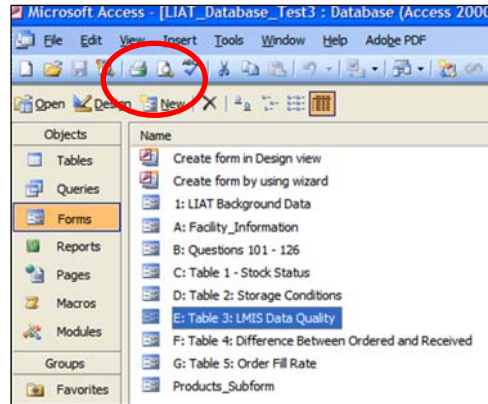 Microsoft Access - [LIAT_Database_Test3 : Database (Access 2000
File Edit View Insert Tools Window Help Adobe PDF
Open Design New
Objects Name
Tables Create form in Design view
Queries Create form by using wizard
Forms 1: LIAT Background Data
Reports A: Facility_Information
Pages B: Questions 101 - 126
Macros C: Table 1 - Stock Status
Modules D: Table 2: Storage Conditions
Groups E: Table 3: LMIS Data Quality
Favorites F: Table 4: Difference Between Ordered and Received
G: Table 5: Order Fill Rate
Products_Subform